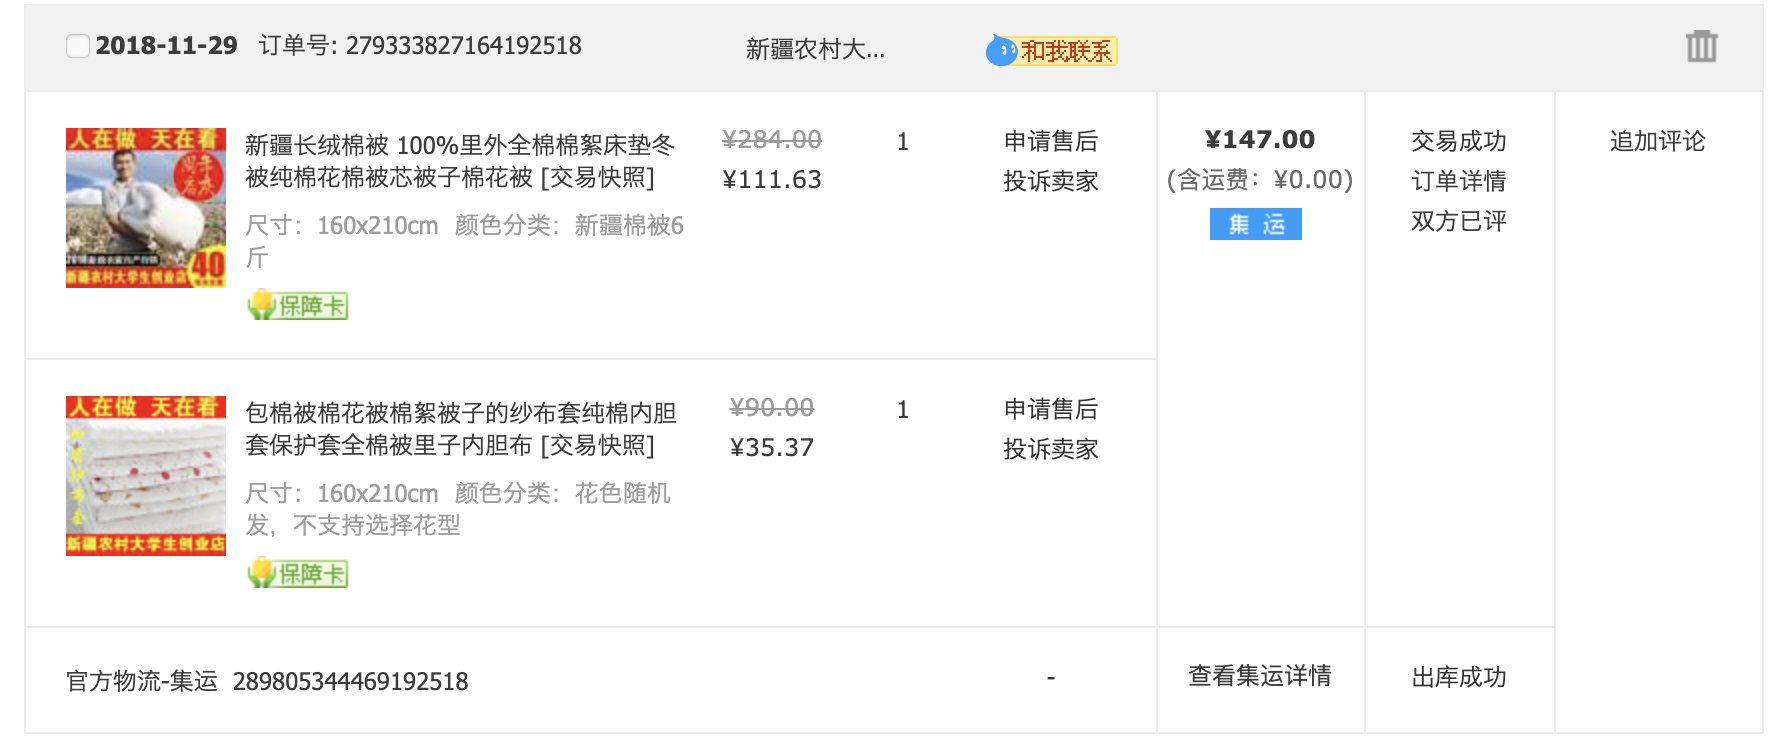 2018-11-29 订单号: 279333827164192518 新疆农村大... 和我联系
人在做 天在看
新疆农村大学生创业店
40
新疆长绒棉被 100%里外全棉棉絮床垫冬
被纯棉花棉被芯被子棉花被 [交易快照]
尺寸：160x210cm 颜色分类：新疆棉被6
斤
保障卡
¥284.00
¥111.63
1
申请售后
投诉卖家
¥147.00
(含运费：¥0.00)
集 运
交易成功
订单详情
双方已评
追加评论
人在做 天在看
新疆农村大学生创业店
包棉被棉花被棉絮被子的纱布套纯棉内胆
套保护套全棉被里子内胆布 [交易快照]
尺寸：160x210cm 颜色分类：花色随机
发，不支持选择花型
保障卡
¥90.00
¥35.37
1
申请售后
投诉卖家
官方物流-集运 289805344469192518 - 查看集运详情 出库成功